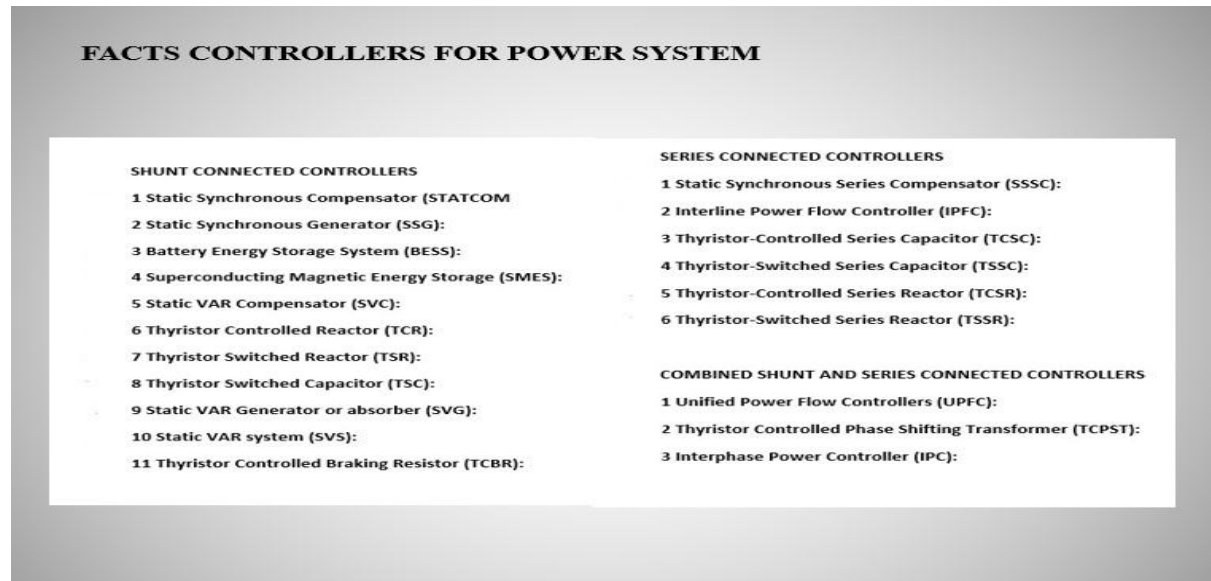 FACTS CONTROLLERS FOR POWER SYSTEM
SHUNT CONNECTED CONTROLLERS
1 Static Synchronous Compensator (STATCOM
2 Static Synchronous Generator (SSG):
3 Battery Energy Storage System (BESS):
4 Superconducting Magnetic Energy Storage (SMES):
5 Static VAR Compensator (SVC):
6 Thyristor Controlled Reactor (TCR):
7 Thyristor Switched Reactor (TSR):
8 Thyristor Switched Capacitor (TSC):
9 Static VAR Generator or absorber (SVG):
10 Static VAR system (SVS):
11 Thyristor Controlled Braking Resistor (TCBR):
SERIES CONNECTED CONTROLLERS
1 Static Synchronous Series Compensator (SSSC):
2 Interline Power Flow Controller (IPFC):
3 Thyristor-Controlled Series Capacitor (TCSC):
4 Thyristor-Switched Series Capacitor (TSSC):
5 Thyristor-Controlled Series Reactor (TCSR):
6 Thyristor-Switched Series Reactor (TSSR):
COMBINED SHUNT AND SERIES CONNECTED CONTROLLERS
1 Unified Power Flow Controllers (UPFC):
2 Thyristor Controlled Phase Shifting Transformer (TCPST):
3 Interphase Power Controller (IPC):